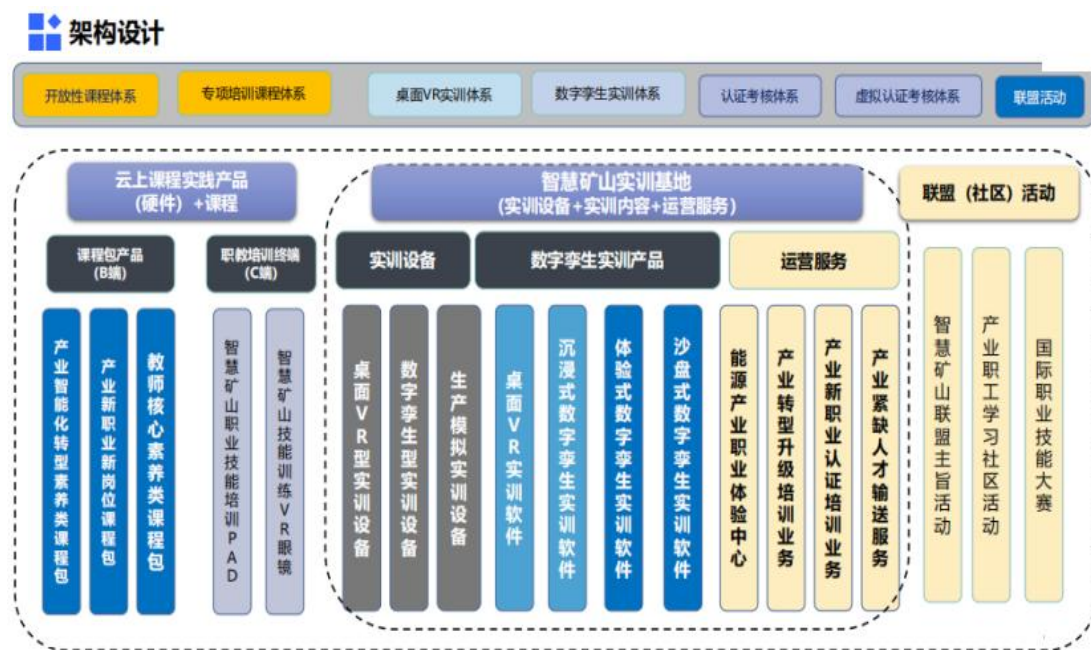 架构设计
开放性课程体系
专项培训课程体系
桌面VR实训体系
数字孪生实训体系
认证考核体系
虚拟认证考核体系
联盟活动
云上课程实践产品
(硬件）+课程
智慧矿山实训基地
(实训设备+实训内容+运营服务）
联盟（社区）活动
课程包产品
(B端)
职教培训终端
(C端)
实训设备
数字孪生实训产品
运营服务
产业智能化转型素养类课程包
产业新职业新岗位课程包
教师核心素养类课程包
智慧矿山职业技能培训PAD
智慧矿山技能训练VR眼镜
桌面VR型实训设备
数字孪生型实训设备
生产模拟实训设备
桌面VR实训软件
沉浸式数字孪生实训软件
体验式数字孪生实训软件
沙盘式数字孪生实训软件
能源产业职业体验中心
产业转型升级培训业务
产业新职业认证培训业务
产业紧缺人才输送服务
智慧矿山联盟主旨活动
产业职工学习社区活动
国际职业技能大赛